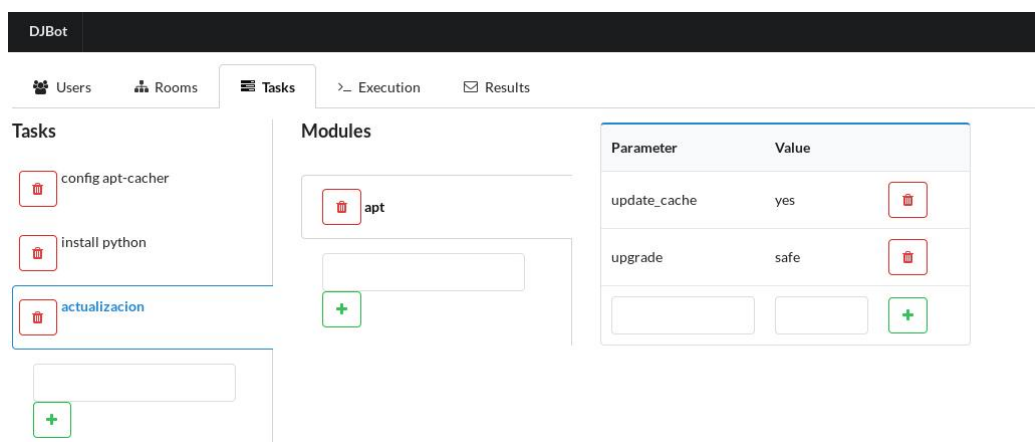 DJBot
Users Rooms Tasks >_ Execution Results
Tasks
config apt-cacher
install python
actualizacion
Modules
apt
Parameter Value
update_cache yes
upgrade safe